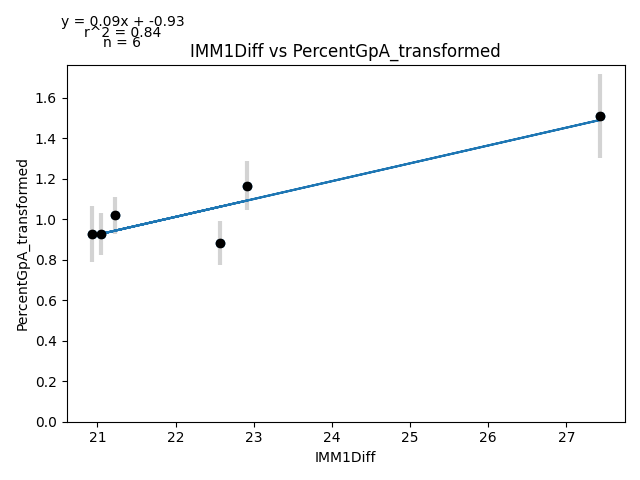 y = 0.09x + -0.93
r^2 = 0.84
n = 6
IMM1Diff vs PercentGpA_transformed
PercentGpA_transformed
1.6
1.4
1.2
1.0
0.8
0.6
0.4
0.2
0.0
21 22 23 24 25 26 27
IMM1Diff